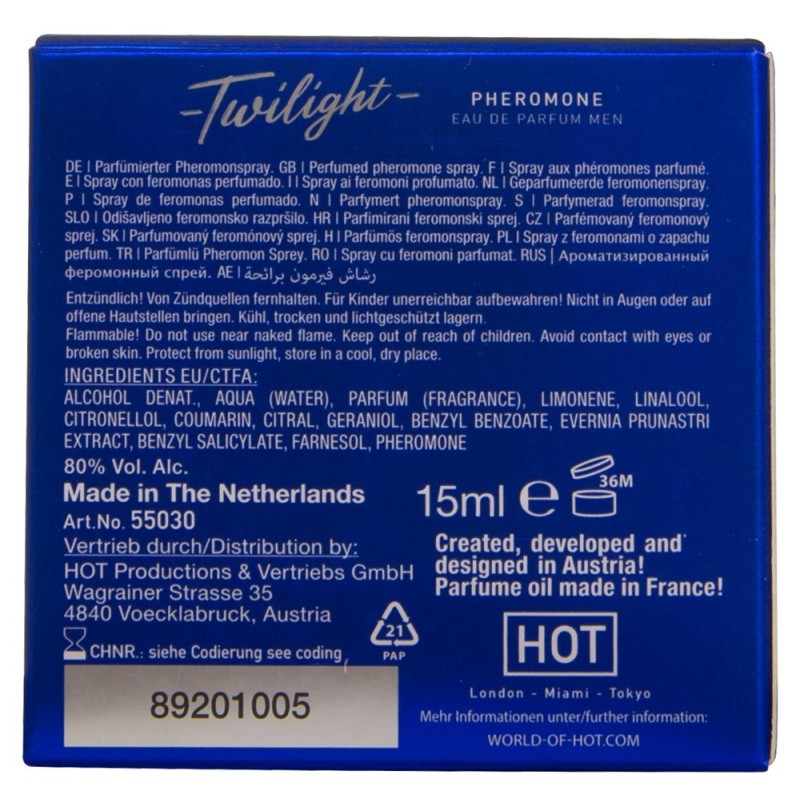 -Twilight-
PHEROMONE
EAU DE PARFUM MEN
DE | Parfümierter Pheromonspray. GB | Perfumed pheromone spray. F | Spray aux phéromones parfumé.
E | Spray con feromonas perfumado. I | Spray ai feromoni profumato. NL | Geparfumeerde feromonenspray.
P | Spray de feromonas perfumado. N | Parfymert pheromonspray. S | Parfymerad feromonspray.
SLO | Odišavljeno feromonsko razpršilo. HR | Parfimirani feromonski sprej. CZ | Parfémovaný feromonový
sprej. SK | Parfumovaný feromónový sprej. H | Parfümös feromonspray. PL | Spray z feromonami o zapachu
perfum. TR | Parfümlü Pheromon Sprey. RO | Spray cu feromoni parfumat. RUS | Ароматизированный
феромонный спрей. AE | رشاش فيرمون برائحة
Entzündlich! Von Zündquellen fernhalten. Für Kinder unerreichbar aufbewahren! Nicht in Augen oder auf
offene Hautstellen bringen. Kühl, trocken und lichtgeschützt lagern.
Flammable! Do not use near naked flame. Keep out of reach of children. Avoid contact with eyes or
broken skin. Protect from sunlight, store in a cool, dry place.
INGREDIENTS EU/CTFA:
ALCOHOL DENAT., AQUA (WATER), PARFUM (FRAGRANCE), LIMONENE, LINALOOL,
CITRONELLOL, COUMARIN, CITRAL, GERANIOL, BENZYL BENZOATE, EVERNIA PRUNASTRI
EXTRACT, BENZYL SALICYLATE, FARNESOL, PHEROMONE
80% Vol. Alc.
Made in The Netherlands
Art.No. 55030
15ml e
36M
Vertrieb durch/Distribution by:
HOT Productions & Vertriebs GmbH
Wagrainer Strasse 35
4840 Voecklabruck, Austria
Created, developed and
designed in Austria!
Parfume oil made in France!
21
PAP
CHNR.: siehe Codierung see coding
89201005
HOT
London - Miami - Tokyo
Mehr Informationen unter/further information:
WORLD-OF-HOT.COM